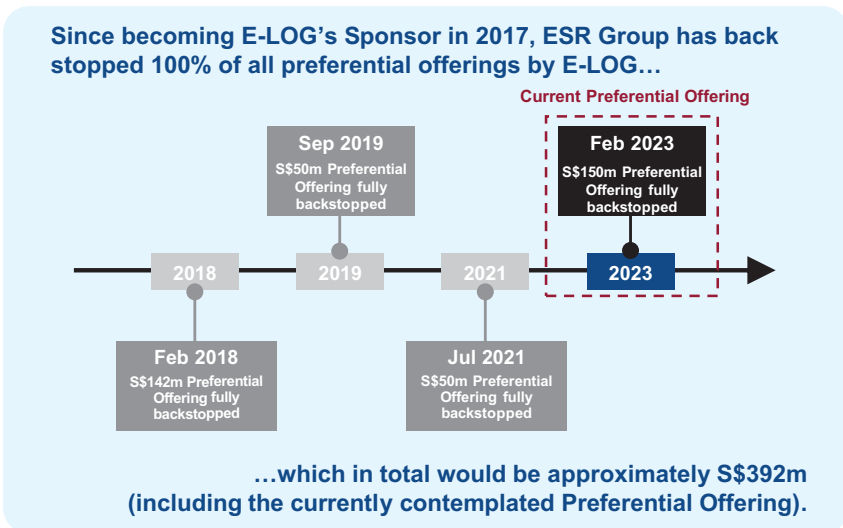 Since becoming E-LOG’s Sponsor in 2017, ESR Group has back
stopped 100% of all preferential offerings by E-LOG…
Current Preferential Offering
Sep 2019
S$50m Preferential
Offering fully
backstopped
Feb 2023
S$150m Preferential
Offering fully
backstopped
2018
2019
2021
2023
Feb 2018
S$142m Preferential
Offering fully
backstopped
Jul 2021
S$50m Preferential
Offering fully
backstopped
…which in total would be approximately S$392m
(including the currently contemplated Preferential Offering).